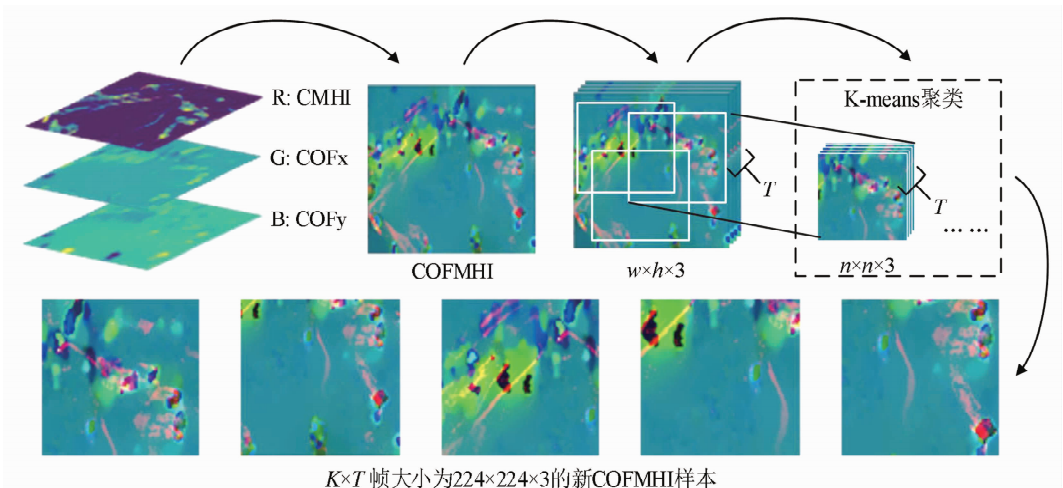 R: CMHI
G: COFx
B: COFy
COFMHI
T
w×h×3
K-means聚类
T
... ...
n×n×3
K×T 帧大小为224×224×3的新COFMHI样本